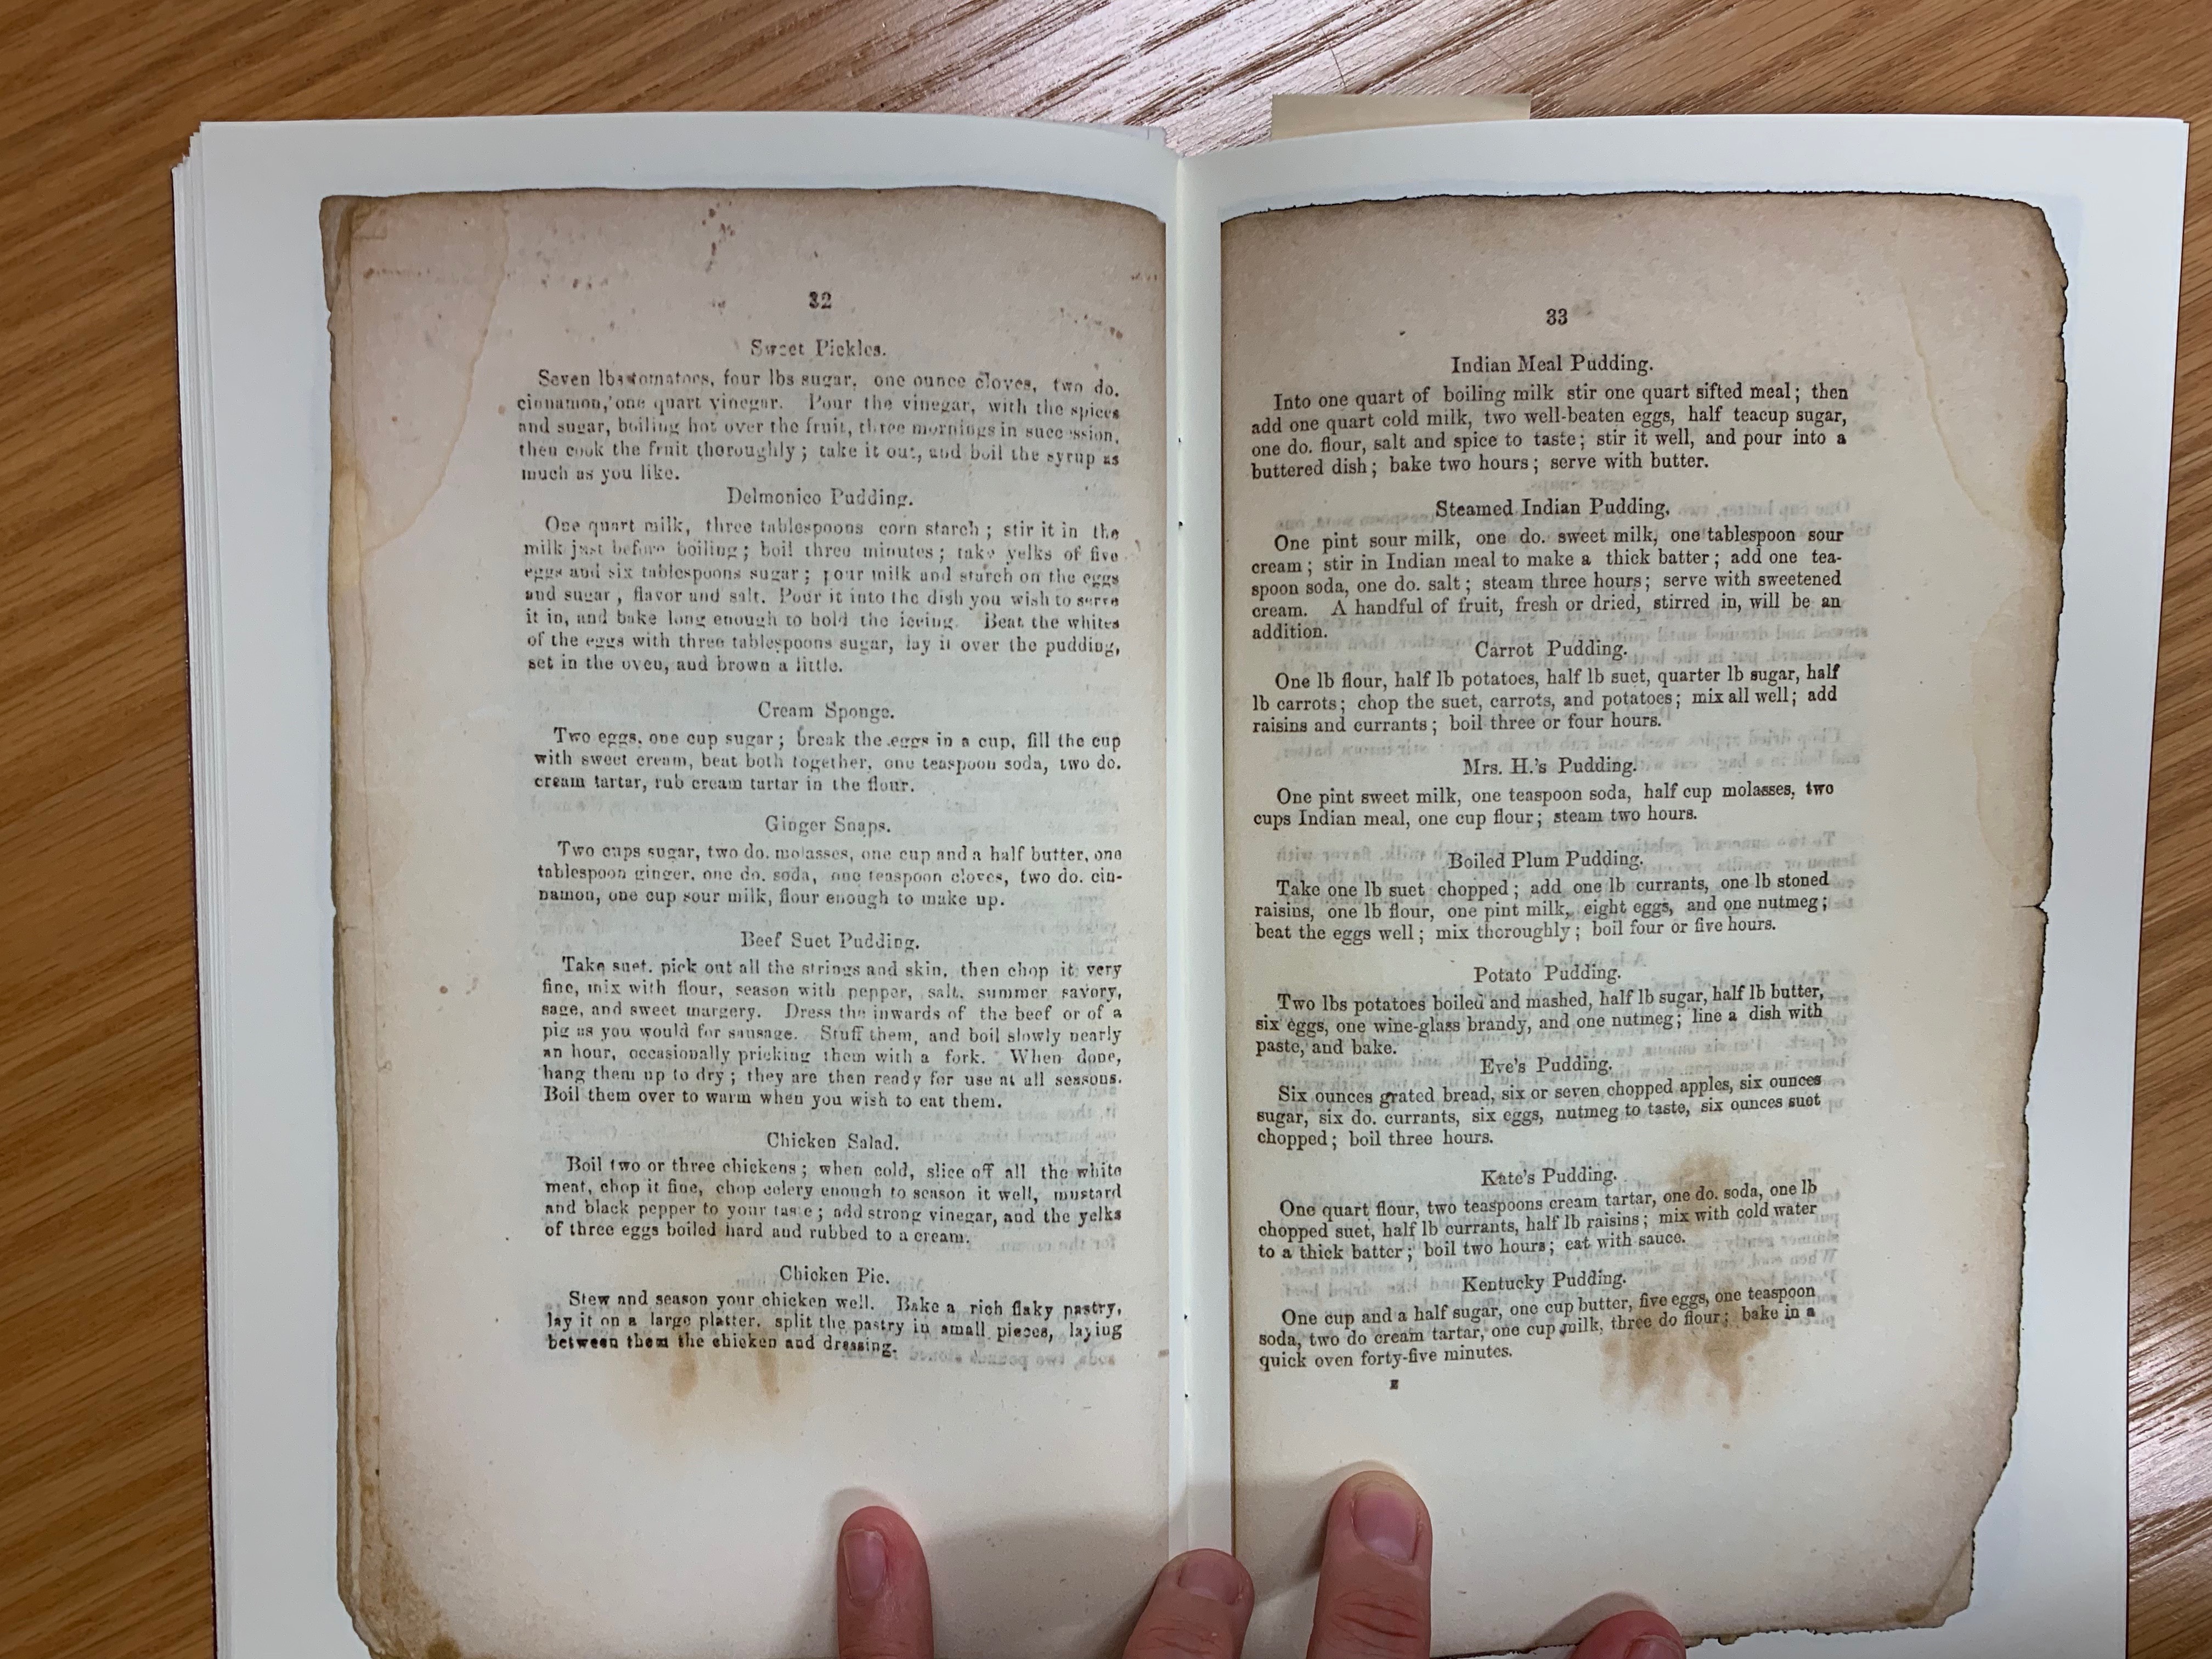 32
Sweet Pickles.
Seven lbs tomatoes, four lbs sugar, one ounce cloves, two do.
cinnamon, one quart vinegar. Pour the vinegar, with the spices
and sugar, boiling hot over the fruit, three mornings in succession,
then cook the fruit thoroughly; take it out, and boil the syrup as
much as you like.
Delmonico Pudding.
One quart milk, three tablespoons corn starch; stir it in the
milk just before boiling; boil three minutes; take yelks of five
eggs and six tablespoons sugar; pour milk and starch on the eggs
and sugar, flavor and salt. Pour it into the dish you wish to serve
it in, and bake long enough to hold the iceing. Beat the whites
of the eggs with three tablespoons sugar, lay it over the pudding,
set in the oven, and brown a little.
Cream Sponge.
Two eggs, one cup sugar; break the eggs in a cup, fill the cup
with sweet cream, beat both together, one teaspoon soda, two do.
cream tartar, rub cream tartar in the flour.
Ginger Snaps.
Two cups sugar, two do. molasses, one cup and a half butter, one
tablespoon ginger, one do. soda, one teaspoon cloves, two do. cin-
namon, one cup sour milk, flour enough to make up.
Beef Suet Pudding.
Take suet, pick out all the strings and skin, then chop it very
fine, mix with flour, season with pepper, salt, summer savory,
sage, and sweet margery. Dress the inwards of the beef or of a
pig as you would for sausage. Stuff them, and boil slowly nearly
an hour, occasionally pricking them with a fork. When done,
hang them up to dry; they are then ready for use at all seasons.
Boil them over to warm when you wish to eat them.
Chicken Salad.
Boil two or three chickens; when cold, slice off all the white
meat, chop it fine, chop celery enough to season it well, mustard
and black pepper to your taste; add strong vinegar, and the yelks
of three eggs boiled hard and rubbed to a cream.
Chicken Pie.
Stew and season your chicken well. Bake a rich flaky pastry,
lay it on a large platter, split the pastry in small pieces, laying
between them the chicken and dressing.
33
Indian Meal Pudding.
Into one quart of boiling milk stir one quart sifted meal; then
add one quart cold milk, two well-beaten eggs, half teacup sugar,
one do. flour, salt and spice to taste; stir it well, and pour into a
buttered dish; bake two hours; serve with butter.
Steamed Indian Pudding.
One pint sour milk, one do. sweet milk, one tablespoon sour
cream; stir in Indian meal to make a thick batter; add one tea-
spoon soda, one do. salt; steam three hours; serve with sweetened
cream. A handful of fruit, fresh or dried, stirred in, will be an
addition.
Carrot Pudding.
One lb flour, half lb potatoes, half lb suet, quarter lb sugar, half
lb carrots; chop the suet, carrots, and potatoes; mix all well; add
raisins and currants; boil three or four hours.
Mrs. H.'s Pudding.
One pint sweet milk, one teaspoon soda, half cup molasses, two
cups Indian meal, one cup flour; steam two hours.
Boiled Plum Pudding.
Take one lb suet chopped; add one lb currants, one lb stoned
raisins, one lb flour, one pint milk, eight eggs, and one nutmeg;
beat the eggs well; mix thoroughly; boil four or five hours.
Potato Pudding.
Two lbs potatoes boiled and mashed, half lb sugar, half lb butter,
six eggs, one wine-glass brandy, and one nutmeg; line a dish with
paste, and bake.
Eve's Pudding.
Six ounces grated bread, six or seven chopped apples, six ounces
sugar, six do. currants, six eggs, nutmeg to taste, six ounces suet
chopped; boil three hours.
Kate's Pudding.
One quart flour, two teaspoons cream tartar, one do. soda, one lb
chopped suet, half lb currants, half lb raisins; mix with cold water
to a thick batter; boil two hours; eat with sauce.
Kentucky Pudding.
One cup and a half sugar, one cup butter, five eggs, one teaspoon
soda, two do cream tartar, one cup milk, three do flour; bake in a
quick oven forty-five minutes.